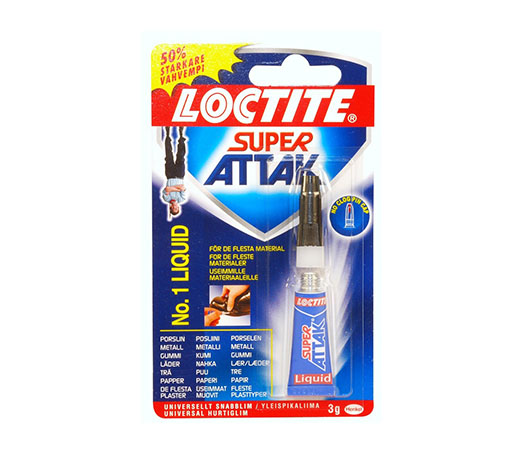 50%
STARKARE
VAHVEMPI
LOCTITE®
SUPER
ATTAK
NO CLOG PIN CAP
No. 1 LIQUID
FÖR DE FLESTA MATERIAL
FOR DE FLESTE
MATERIALER
USEIMMILLE
MATERIAALEILLE
LOCTITE
SUPER
ATTAK
Liquid
PORSLIN POSLIINI PORSELEN
METALL METALLI METALL
GUMMI KUMI GUMMI
LÄDER NAHKA LÆR/LÆDER
TRÄ PUU TRE
PAPPER PAPERI PAPIR
DE FLESTA USEIMMAT FLESTE
PLASTER MUOVIT PLASTTYPER
UNIVERSELLT SNABBLIM / YLEISPIKALIIMA
UNIVERSAL HURTIGLIM
3g
Henkel